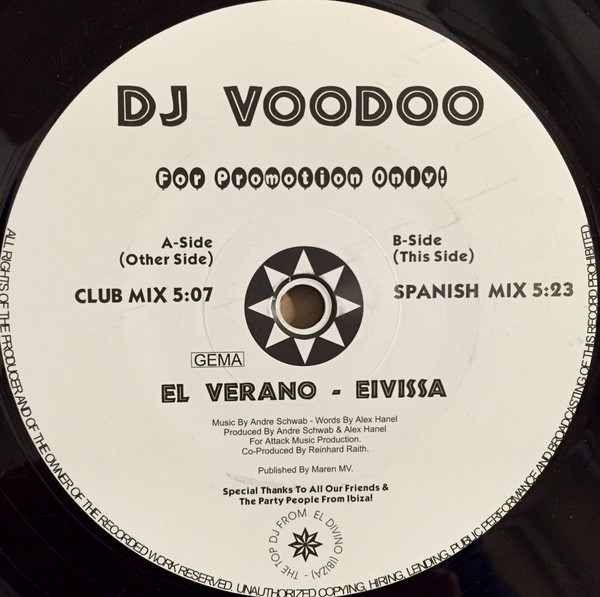 DJ VOODOO
For Promotion Only!
A-Side
(Other Side)
CLUB MIX 5:07
B-Side
(This Side)
SPANISH MIX 5:23
GEMA
EL VERANO - EIVISSA
Music By Andre Schwab - Words By Alex Hanel
Produced By Andre Schwab & Alex Hanel
For Attack Music Production.
Co-Produced By Reinhard Raith.
Published By Maren MV.
Special Thanks To All Our Friends &
The Party People From Ibiza!
THE TOP DJ FROM EL DIVINO (IBIZA) -
ALL RIGHTS OF THE PRODUCER AND OF THE OWNER OF THE RECORDED WORK RESERVED. UNAUTHORIZED COPYING, HIRING, LENDING, PUBLIC PERFORMANCE AND BROADCASTING OF THIS RECORD PROHIBITED